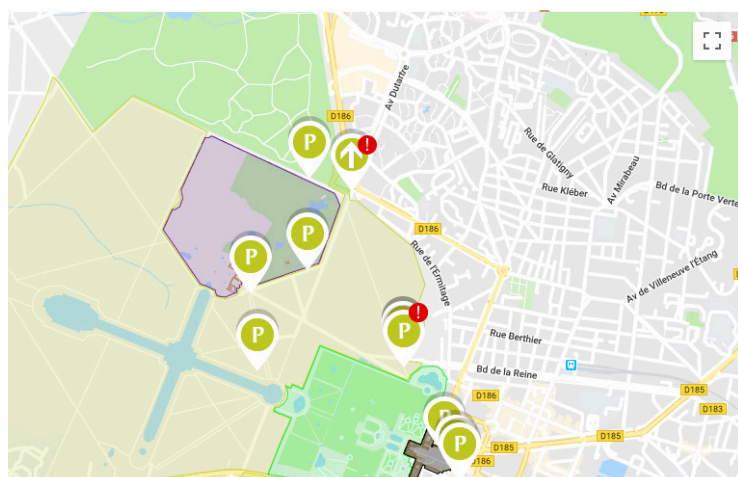 Av Dutartre
D186
P
!
Rue de Glatigny
Av Mirabeau
Rue Kléber
Bd de la Porte Verte
D186
P
P
Rue de l'Ermitage
Av de Villeneuve l'Étang
P
P
!
Rue Berthier
Bd de la Reine
D186
D185
D183
P
D185
D185
P
D186